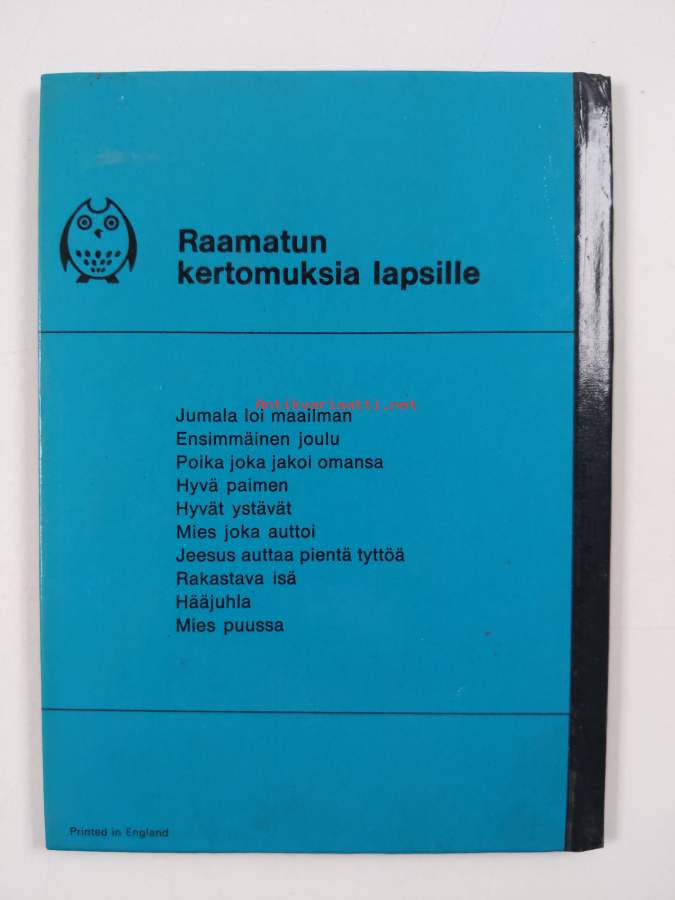 Raamatun
kertomuksia lapsille
Antikvariaatti.net
Jumala loi maailman
Ensimmäinen joulu
Poika joka jakoi omansa
Hyvä paimen
Hyvät ystävät
Mies joka auttoi
Jeesus auttaa pientä tyttöä
Rakastava isä
Hääjuhla
Mies puussa
Printed in England